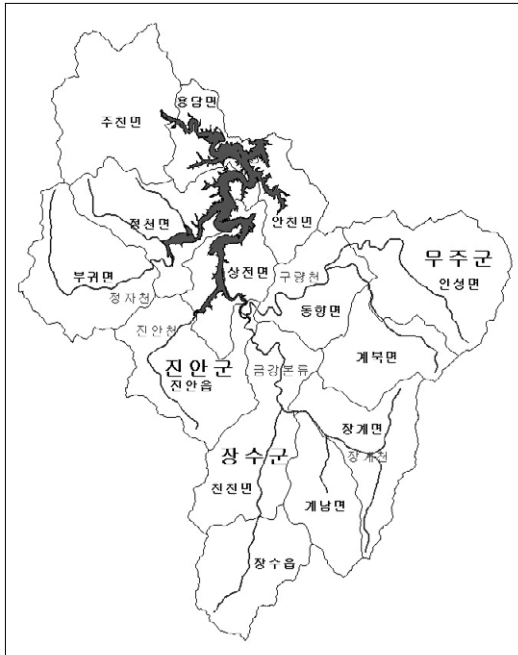 용담면
주진면
안진면
정천면
무주군
안성면
부귀면
상전면
구량천
정자천
동향면
진안천
계북면
진안군
진안읍
금강본류
장계면
장수군
장계천
진진면
계남면
장수읍